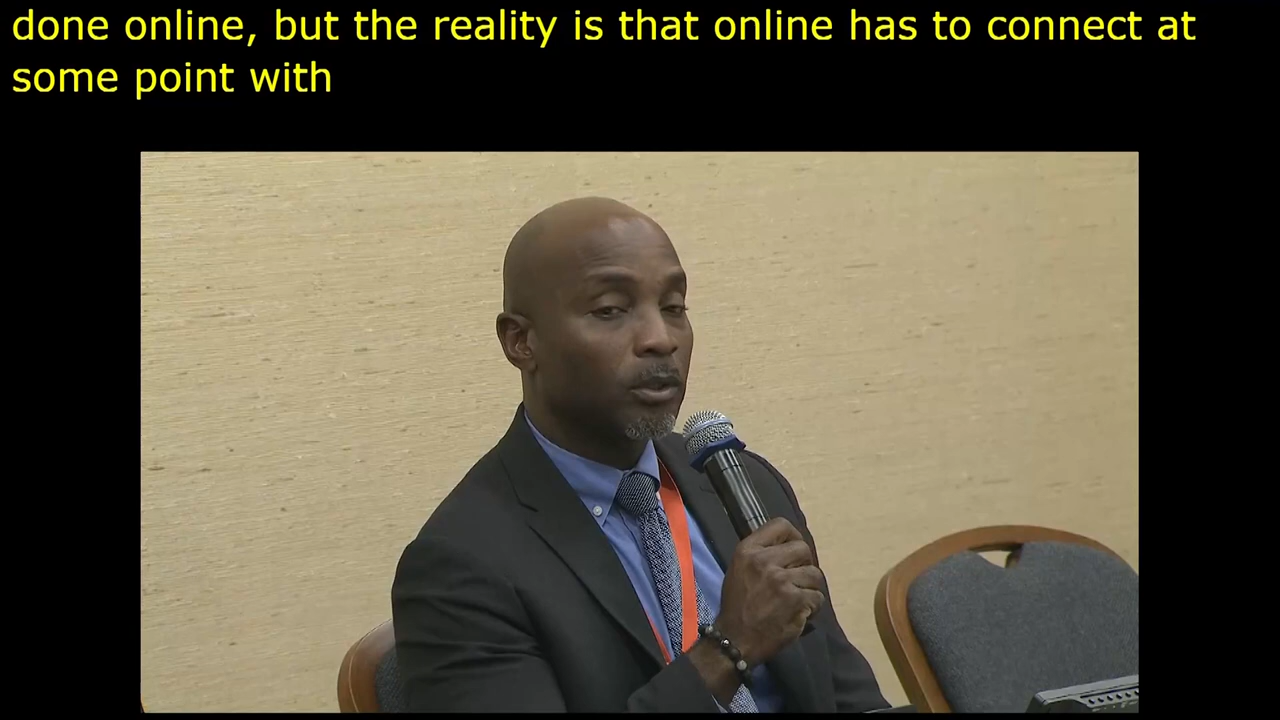 done online, but the reality is that online has to connect at
some point with